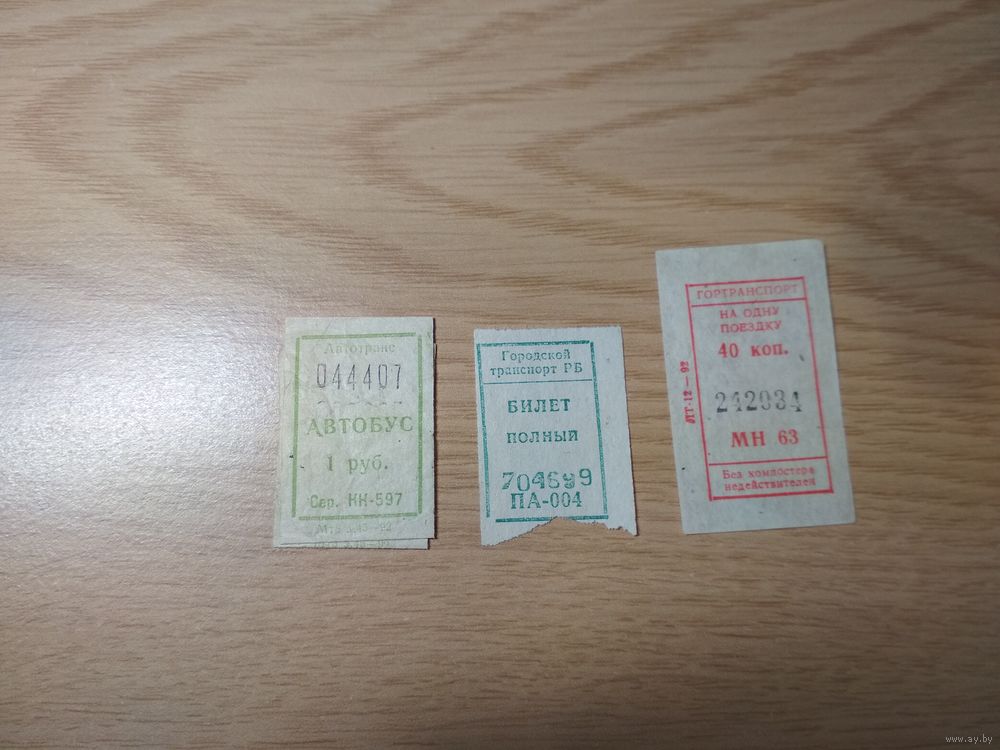 Автотранс
044407
АВТОБУС
1 руб.
Сер. КК-597
Городской
транспорт РБ
БИЛЕТ
ПОЛНЫЙ
704699
ПА-004
ГОРТРАНСПОРТ
НА ОДНУ
ПОЕЗДКУ
40 коп.
ЛТ-12—92
242034
МН 63
Без компостера
недействителен
www.ay.by